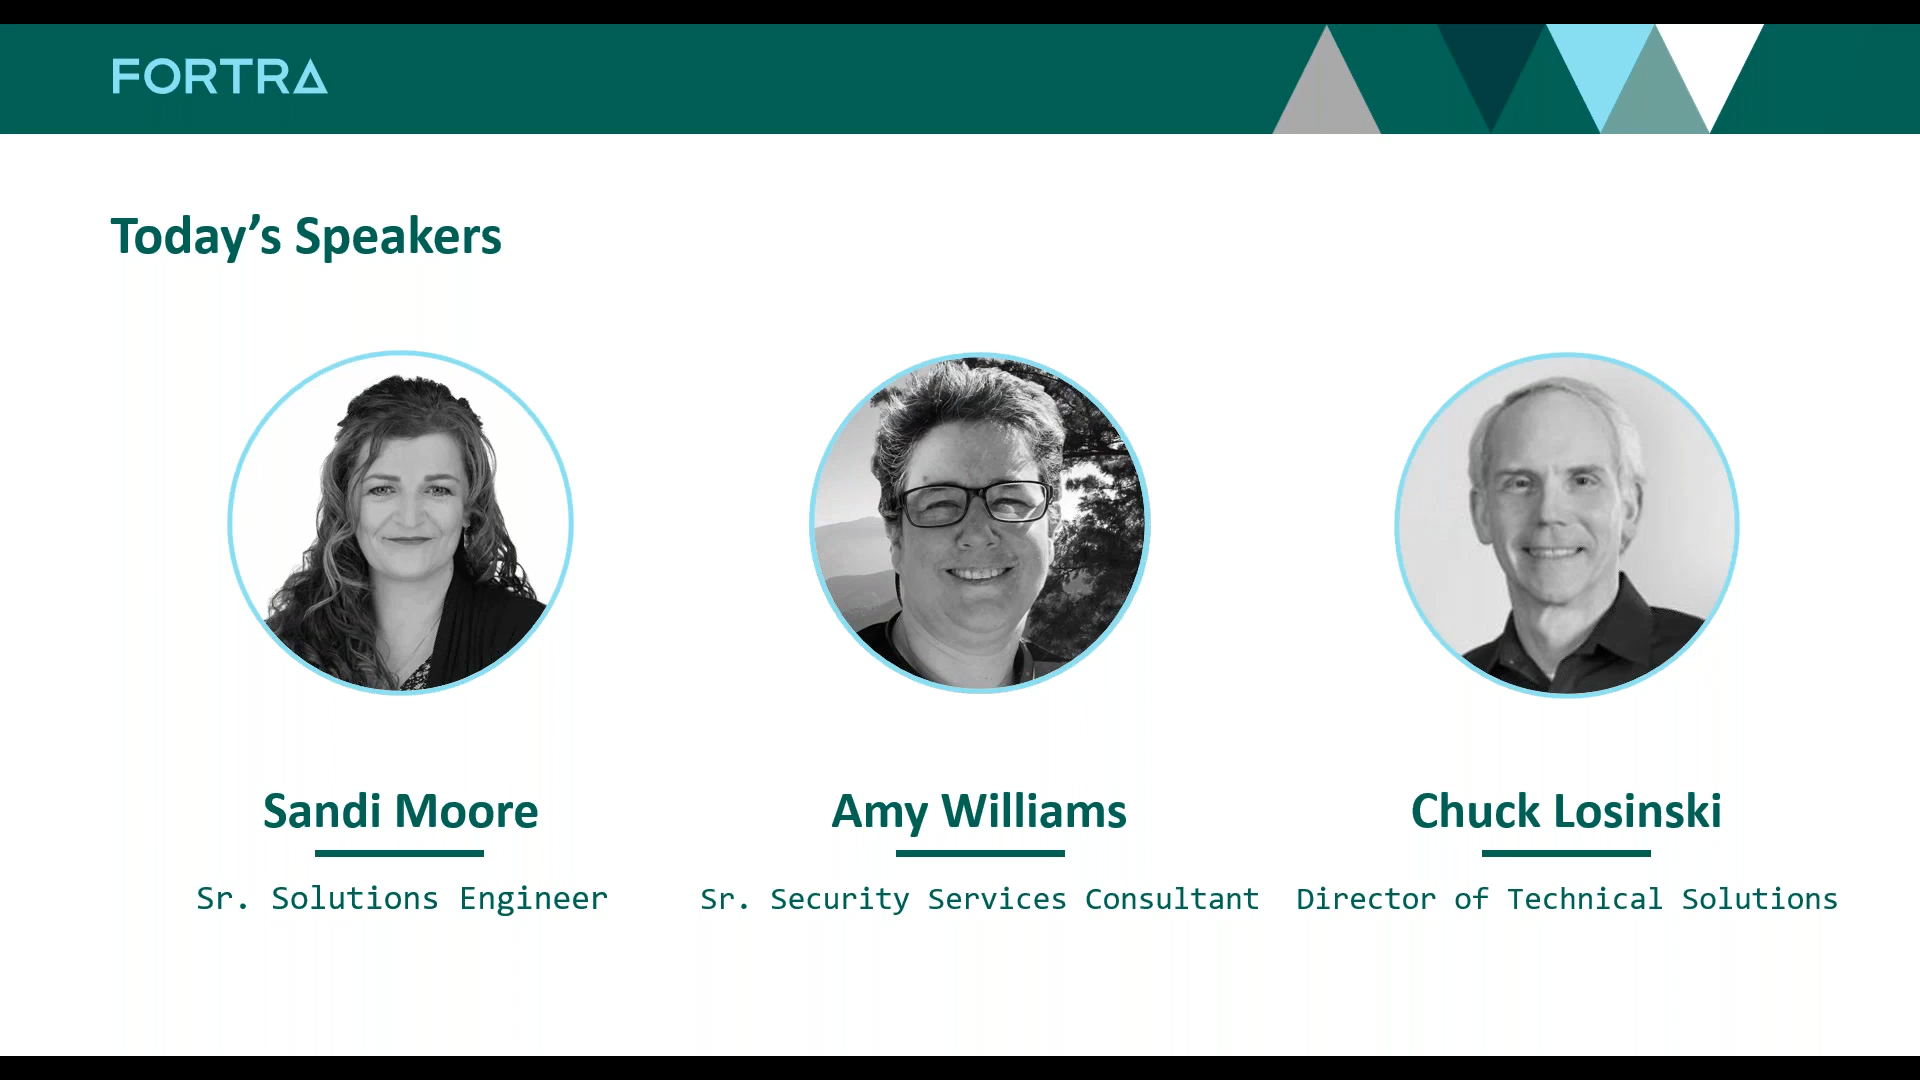 FORTRA
Today’s Speakers
Sandi Moore
Sr. Solutions Engineer
Amy Williams
Sr. Security Services Consultant
Chuck Losinski
Director of Technical Solutions